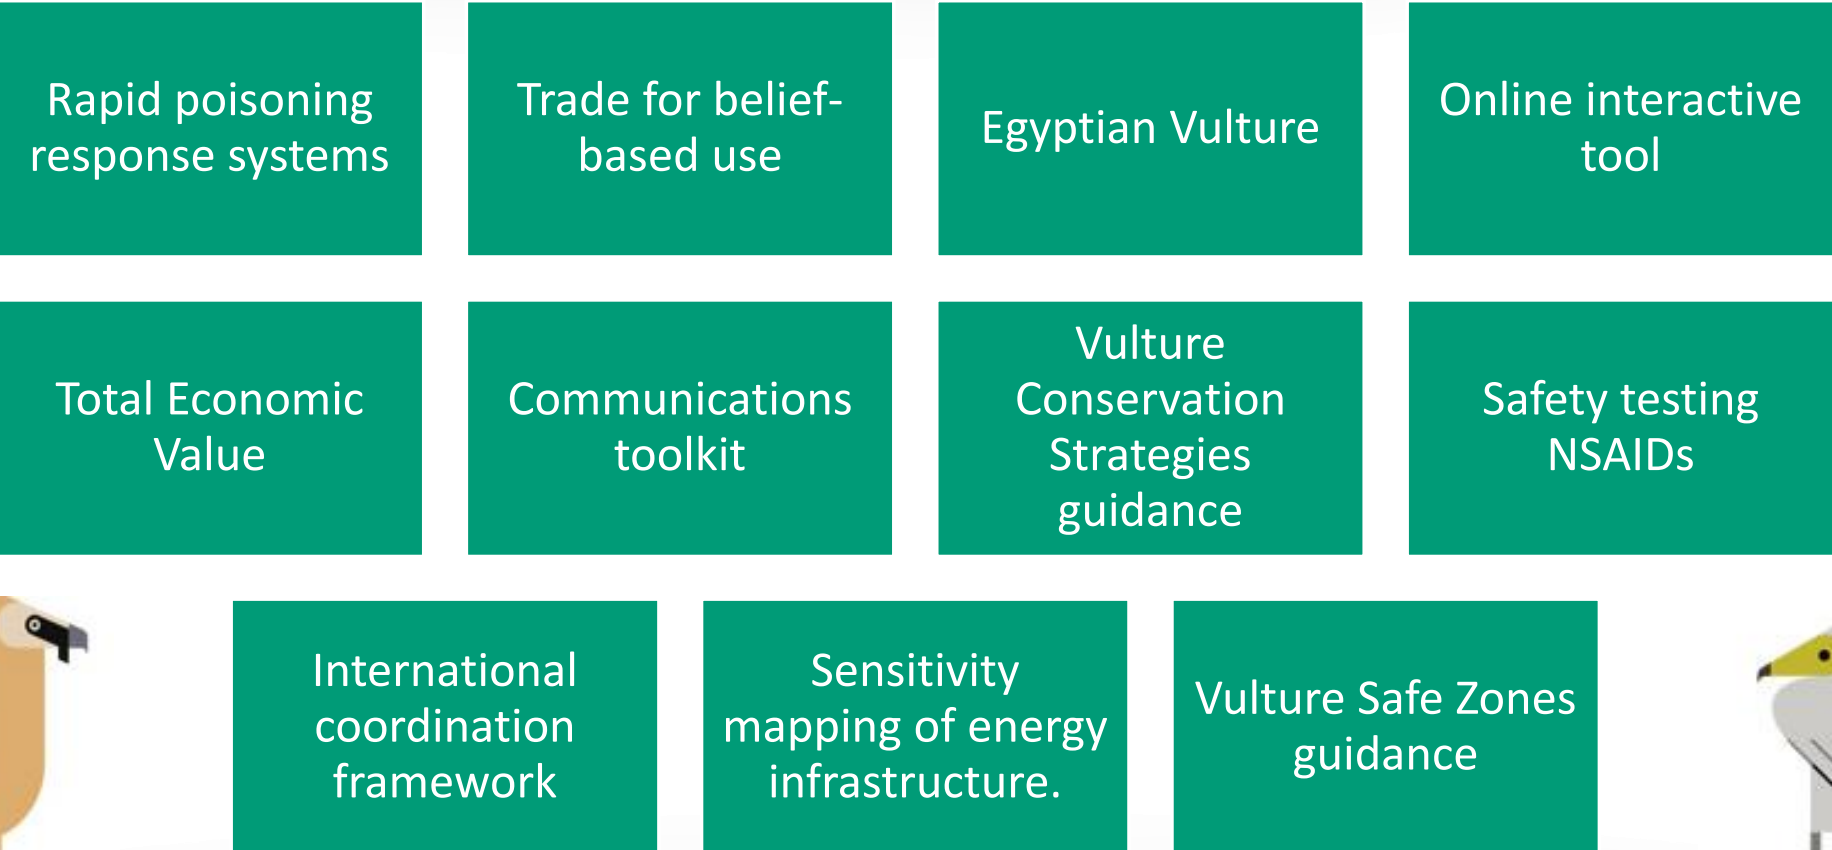 Rapid poisoning
response systems
Trade for belief-
based use
Egyptian Vulture
Online interactive
tool
Total Economic
Value
Communications
toolkit
Vulture
Conservation
Strategies
guidance
Safety testing
NSAIDs
International
coordination
framework
Sensitivity
mapping of energy
infrastructure.
Vulture Safe Zones
guidance